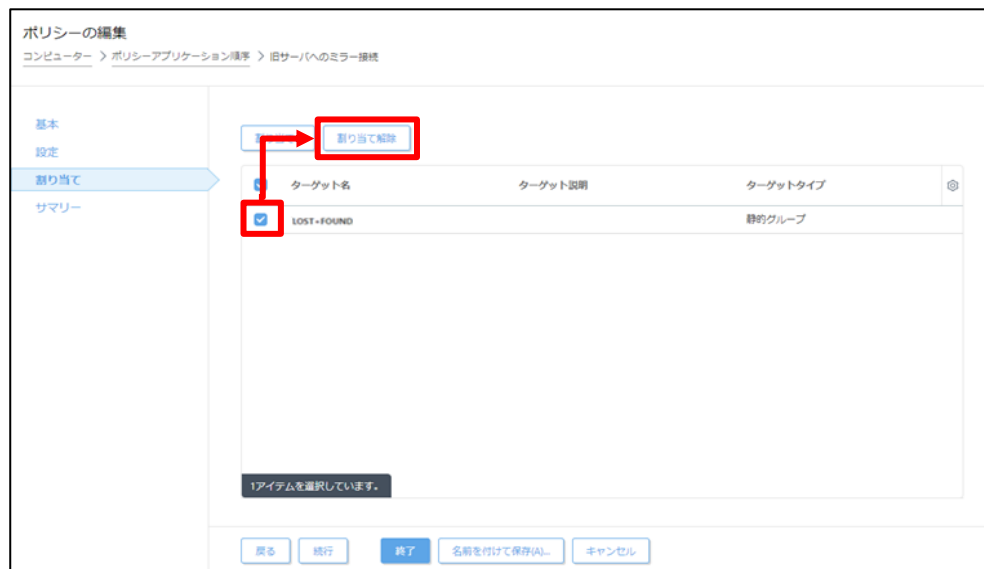 ポリシーの編集
コンピューター > ポリシーアプリケーション順序 > 旧サーバへのミラー接続
基本
設定
割り当て
サマリー
割り当て解除
ターゲット名 ターゲット説明 ターゲットタイプ
LOST+FOUND 静的グループ
1アイテムを選択しています。
戻る 続行 終了 名前を付けて保存(A)... キャンセル